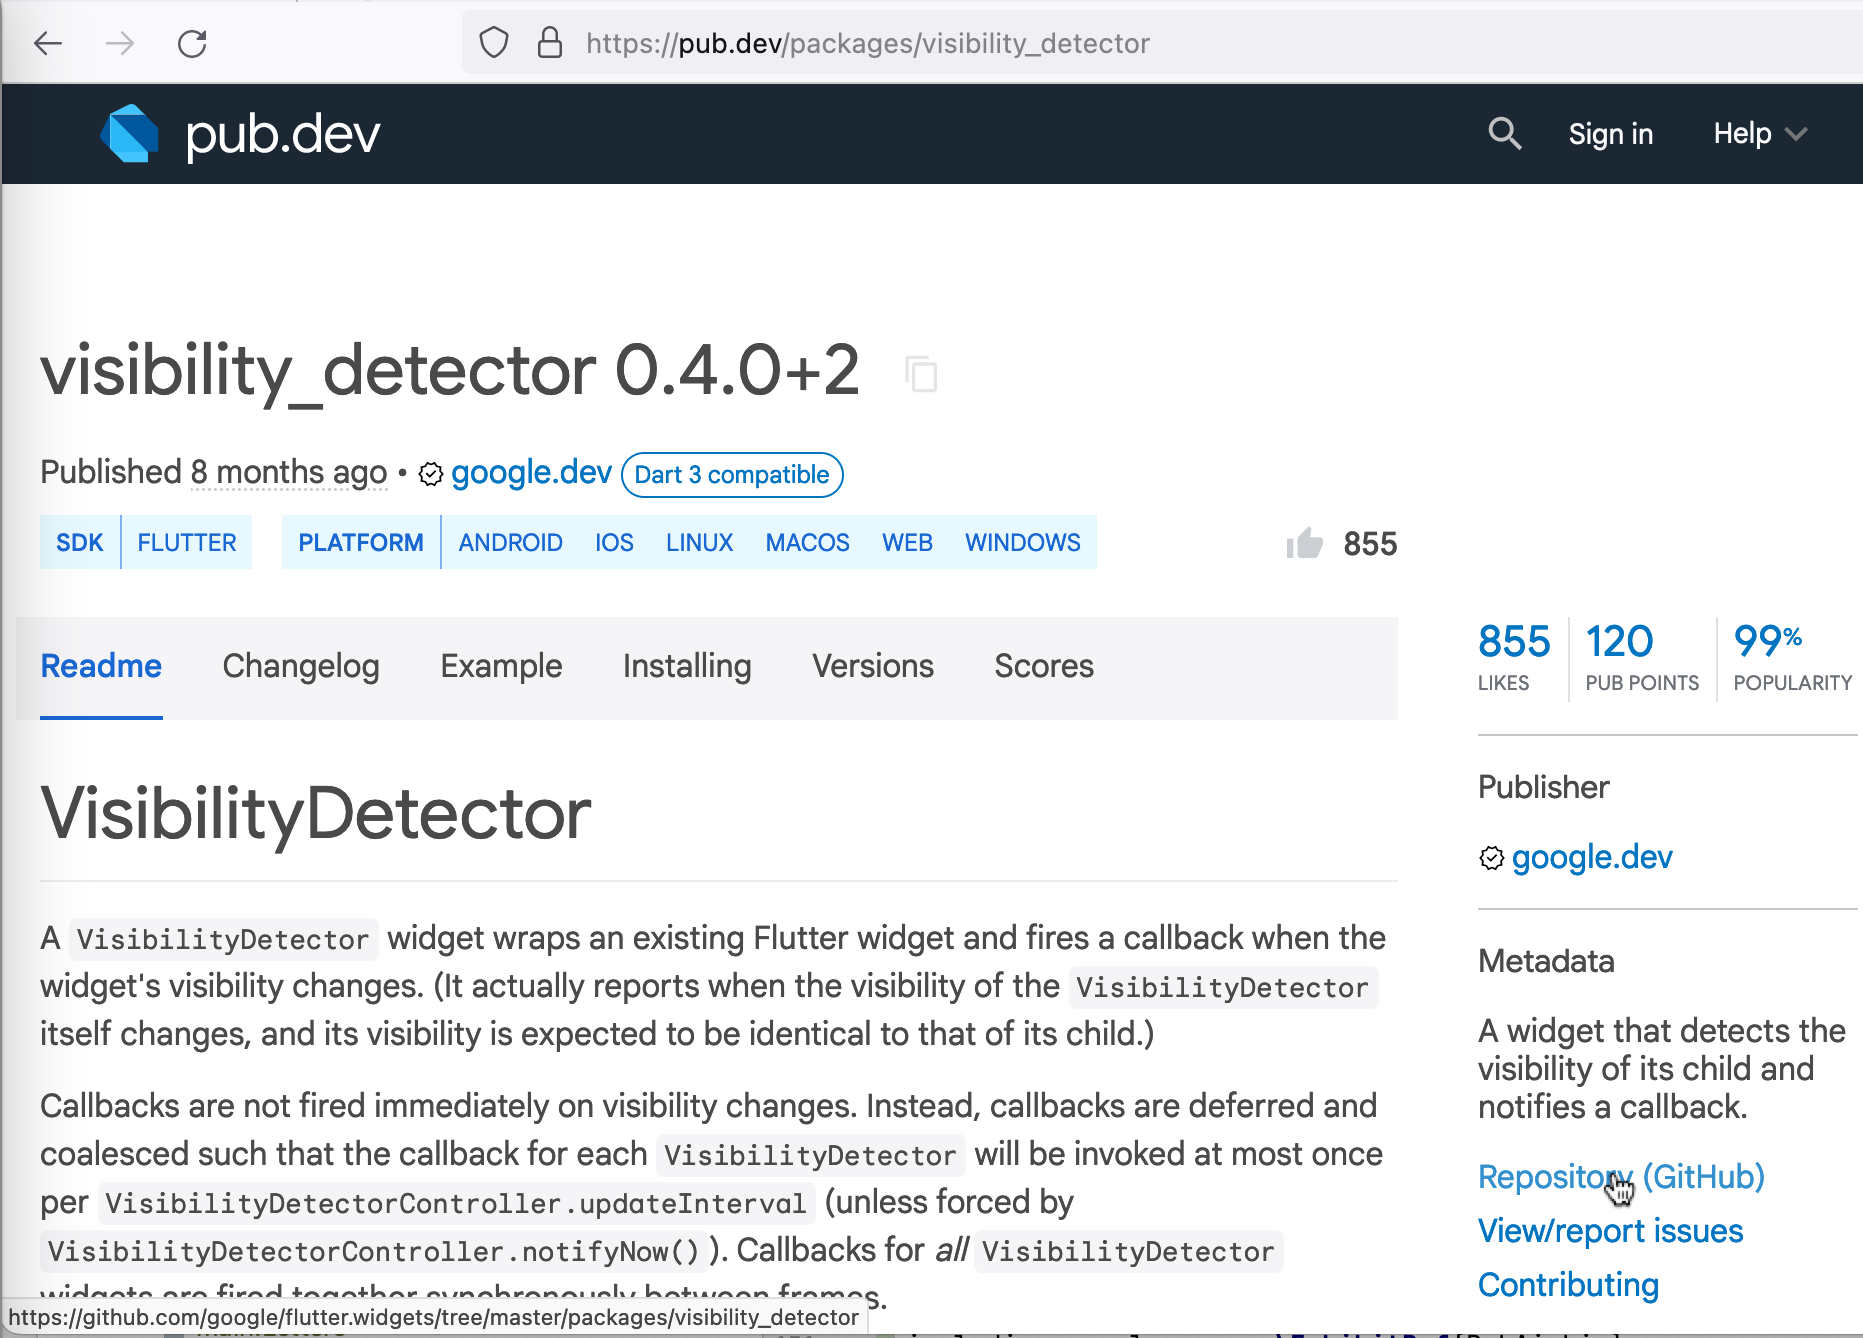 https://pub.dev/packages/visibility_detector
pub.dev
Sign in
Help
visibility_detector 0.4.0+2
Published 8 months ago • google.dev Dart 3 compatible
SDK FLUTTER PLATFORM ANDROID IOS LINUX MACOS WEB WINDOWS
855
Readme Changelog Example Installing Versions Scores
855 LIKES
120 PUB POINTS
99% POPULARITY
VisibilityDetector
A VisibilityDetector widget wraps an existing Flutter widget and fires a callback when the
widget's visibility changes. (It actually reports when the visibility of the VisibilityDetector
itself changes, and its visibility is expected to be identical to that of its child.)
Callbacks are not fired immediately on visibility changes. Instead, callbacks are deferred and
coalesced such that the callback for each VisibilityDetector will be invoked at most once
per VisibilityDetectorController.updateInterval (unless forced by
VisibilityDetectorController.notifyNow()). Callbacks for all VisibilityDetector
widgets are fired together synchronously between frames.
Publisher
google.dev
Metadata
A widget that detects the
visibility of its child and
notifies a callback.
Repository (GitHub)
View/report issues
Contributing
https://github.com/google/flutter.widgets/tree/master/packages/visibility_detector